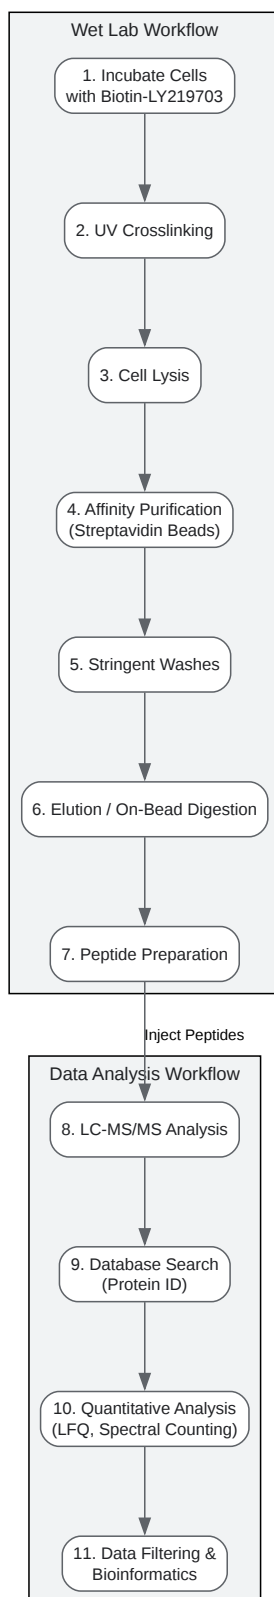 Wet Lab Workflow
1. Incubate Cells
with Biotin-LY219703
2. UV Crosslinking
3. Cell Lysis
4. Affinity Purification
(Streptavidin Beads)
5. Stringent Washes
6. Elution / On-Bead Digestion
7. Peptide Preparation
Inject Peptides
Data Analysis Workflow
8. LC-MS/MS Analysis
9. Database Search
(Protein ID)
10. Quantitative Analysis
(LFQ, Spectral Counting)
11. Data Filtering &
Bioinformatics